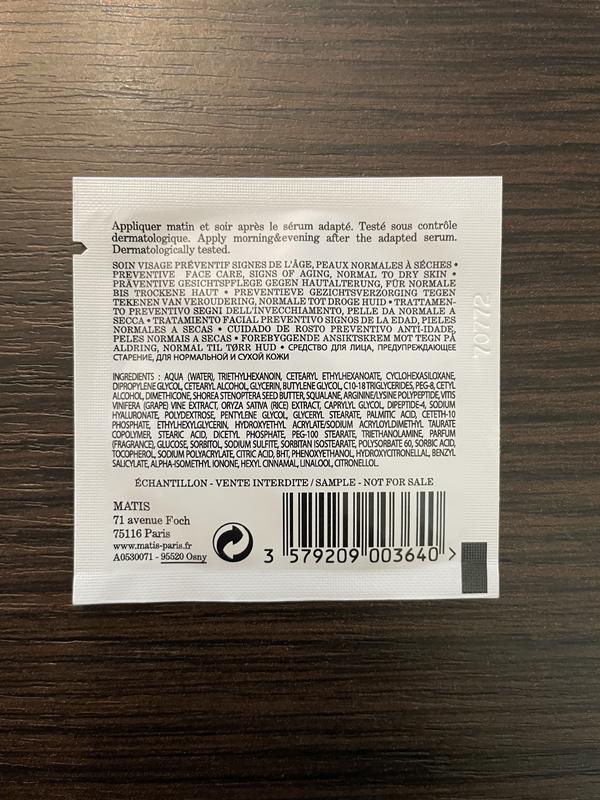 Appliquer matin et soir après le sérum adapté. Testé sous contrôle
dermatologique. Apply morning&evening after the adapted serum.
Dermatologically tested.
SOIN VISAGE PRÉVENTIF SIGNES DE L'ÂGE, PEAUX NORMALES À SÈCHES •
PREVENTIVE FACE CARE, SIGNS OF AGING, NORMAL TO DRY SKIN •
PRÄVENTIVE GESICHTSPFLEGE GEGEN HAUTALTERUNG, FÜR NORMALE
BIS TROCKENE HAUT • PREVENTIEVE GEZICHTSVERZORGING TEGEN
TEKENEN VAN VEROUDERING, NORMALE TOT DROGE HUID • TRATTAMEN-
TO PREVENTIVO SEGNI DELL'INVECCHIAMENTO, PELLE DA NORMALE A
SECCA • TRATAMIENTO FACIAL PREVENTIVO SIGNOS DE LA EDAD, PIELES
NORMALES A SECAS • CUIDADO DE ROSTO PREVENTIVO ANTI-IDADE,
PELES NORMAIS A SECAS • FOREBYGGENDE ANSIKTSKREM MOT TEGN PÅ
ALDRING, NORMAL TIL TØRR HUD • СРЕДСТВО ДЛЯ ЛИЦА, ПРЕДУПРЕЖДАЮЩЕЕ
СТАРЕНИЕ, ДЛЯ НОРМАЛЬНОЙ И СУХОЙ КОЖИ
INGREDIENTS : AQUA (WATER), TRIETHYLHEXANOIN, CETEARYL ETHYLHEXANOATE, CYCLOHEXASILOXANE,
DIPROPYLENE GLYCOL, CETEARYL ALCOHOL, GLYCERIN, BUTYLENE GLYCOL, C10-18 TRIGLYCERIDES, PEG-8, CETYL
ALCOHOL, DIMETHICONE, SHOREA STENOPTERA SEED BUTTER, SQUALANE, ARGININE/LYSINE POLYPEPTIDE, VITIS
VINIFERA (GRAPE) VINE EXTRACT, ORYZA SATIVA (RICE) EXTRACT, CAPRYLYL GLYCOL, DIPEPTIDE-4, SODIUM
HYALURONATE, POLYDEXTROSE, PENTYLENE GLYCOL, GLYCERYL STEARATE, PALMITIC ACID, CETETH-10
PHOSPHATE, ETHYLHEXYLGLYCERIN, HYDROXYETHYL ACRYLATE/SODIUM ACRYLOYLDIMETHYL TAURATE
COPOLYMER, STEARIC ACID, DICETYL PHOSPHATE, PEG-100 STEARATE, TRIETHANOLAMINE, PARFUM
(FRAGRANCE), GLUCOSE, SORBITOL, SODIUM SULFITE, SORBITAN ISOSTEARATE, POLYSORBATE 60, SORBIC ACID,
TOCOPHEROL, SODIUM POLYACRYLATE, CITRIC ACID, BHT, PHENOXYETHANOL, HYDROXYCITRONELLAL, BENZYL
SALICYLATE, ALPHA-ISOMETHYL IONONE, HEXYL CINNAMAL, LINALOOL, CITRONELLOL.
ÉCHANTILLON - VENTE INTERDITE / SAMPLE - NOT FOR SALE
MATIS
71 avenue Foch
75116 Paris
www.matis-paris.fr
A0530071 - 95520 Osny
3 579209 003640 >
70772